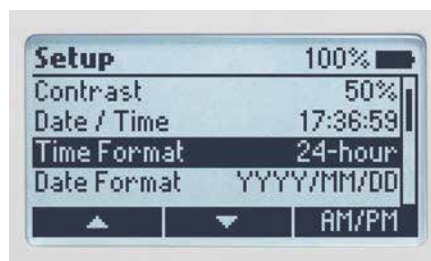 Setup 100%
Contrast 50%
Date / Time 17:36:59
Time Format 24-hour
Date Format YYYY/MM/DD
AM/PM